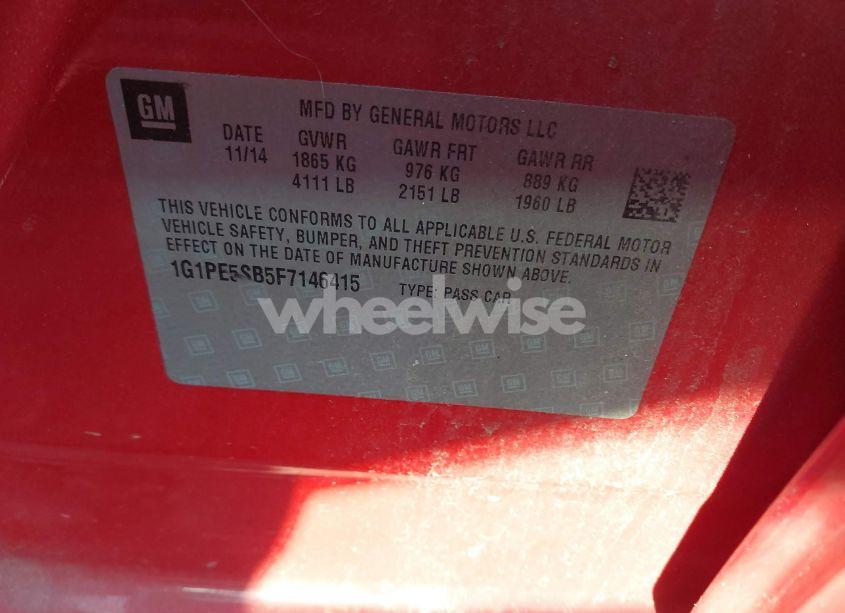 GM
MFD BY GENERAL MOTORS LLC
DATE GVWR GAWR FRT GAWR RR
11/14 1865 KG 976 KG 889 KG
4111 LB 2151 LB 1960 LB
THIS VEHICLE CONFORMS TO ALL APPLICABLE U.S. FEDERAL MOTOR
VEHICLE SAFETY, BUMPER, AND THEFT PREVENTION STANDARDS IN
EFFECT ON THE DATE OF MANUFACTURE SHOWN ABOVE.
1G1PE5SB5F7146415 TYPE: PASS CAR
wheelwise